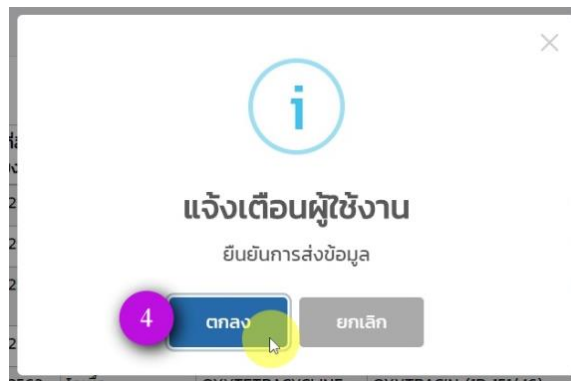 i
แจ้งเตือนผู้ใช้งาน
ยืนยันการส่งข้อมูล
4 ตกลง ยกเลิก